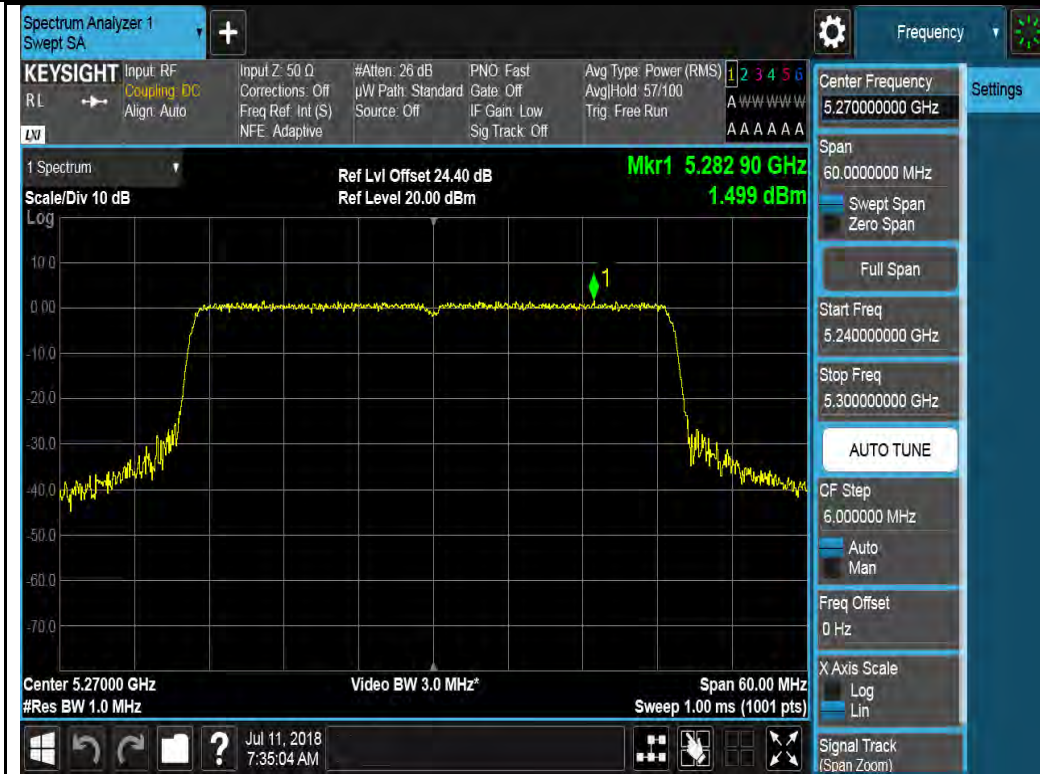 Spectrum Analyzer 1
Swept SA
+
Frequency
KEYSIGHT
RL
LXI
Input: RF
Coupling: DC
Align: Auto
Input Z: 50 Ω
Corrections: Off
Freq Ref: Int (S)
NFE: Adaptive
#Atten: 26 dB
µW Path: Standard
Source: Off
PNO: Fast
Gate: Off
IF Gain: Low
Sig Track: Off
Avg Type: Power (RMS)
Avg|Hold: 57/100
Trig: Free Run
1 2 3 4 5 6
A W W W W W
A A A A A A
1 Spectrum
Scale/Div 10 dB
Log
Ref Lvl Offset 24.40 dB
Ref Level 20.00 dBm
Mkr1 5.282 90 GHz
1.499 dBm
10.0
0.00
-10.0
-20.0
-30.0
-40.0
-50.0
-60.0
-70.0
1
Center 5.27000 GHz
#Res BW 1.0 MHz
Video BW 3.0 MHz*
Span 60.00 MHz
Sweep 1.00 ms (1001 pts)
?
Jul 11, 2018
7:35:04 AM
Center Frequency
5.270000000 GHz
Settings
Span
60.0000000 MHz
Swept Span
Zero Span
Full Span
Start Freq
5.240000000 GHz
Stop Freq
5.300000000 GHz
AUTO TUNE
CF Step
6.000000 MHz
Auto
Man
Freq Offset
0 Hz
X Axis Scale
Log
Lin
Signal Track
(Span Zoom)